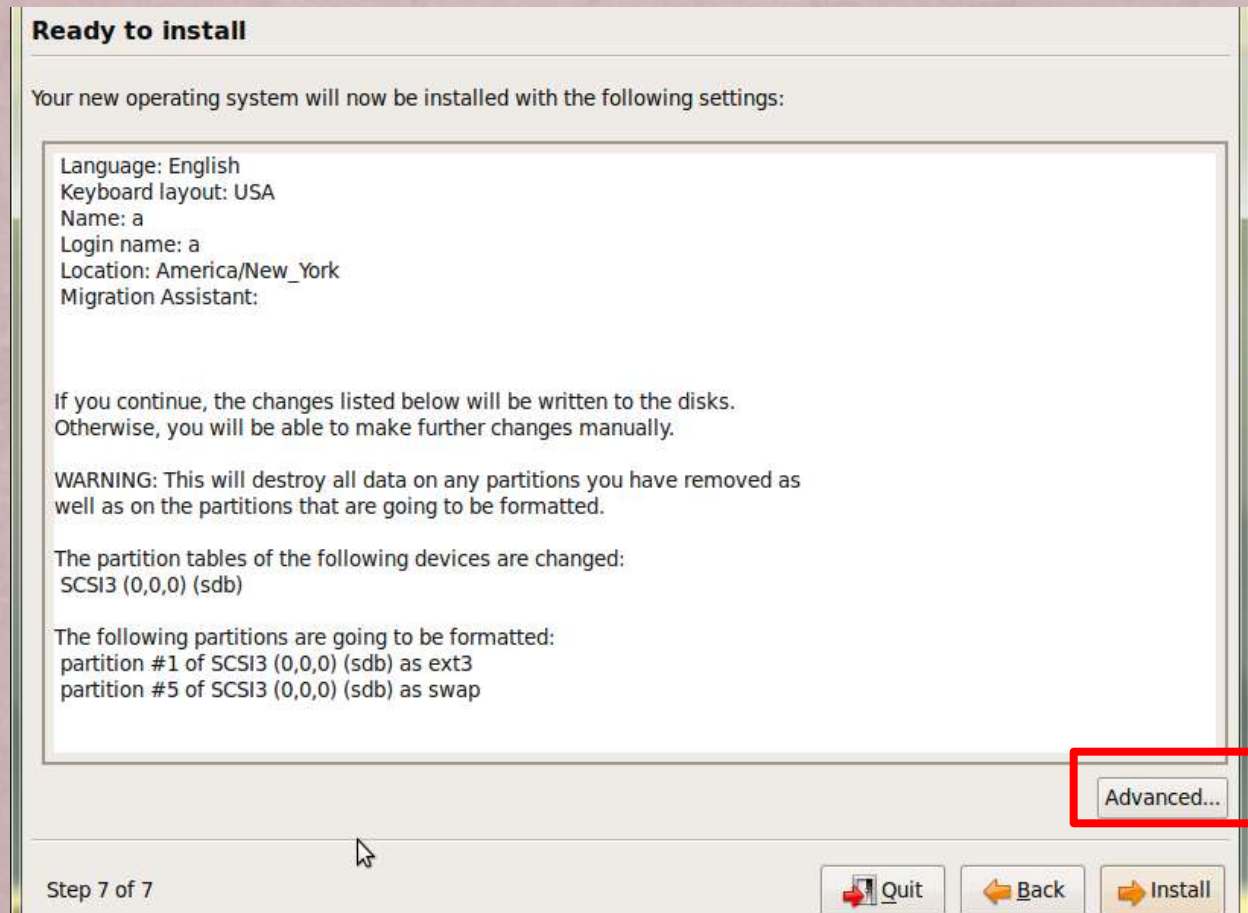 Ready to install
Your new operating system will now be installed with the following settings:
Language: English
Keyboard layout: USA
Name: a
Login name: a
Location: America/New_York
Migration Assistant:
If you continue, the changes listed below will be written to the disks.
Otherwise, you will be able to make further changes manually.
WARNING: This will destroy all data on any partitions you have removed as
well as on the partitions that are going to be formatted.
The partition tables of the following devices are changed:
SCSI3 (0,0,0) (sdb)
The following partitions are going to be formatted:
partition #1 of SCSI3 (0,0,0) (sdb) as ext3
partition #5 of SCSI3 (0,0,0) (sdb) as swap
Advanced...
Step 7 of 7
Quit
Back
Install